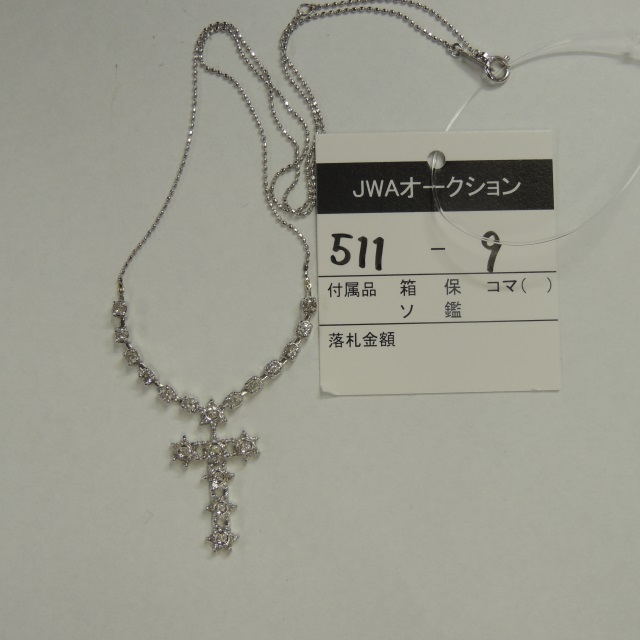 JWAオークション
511 - 9
付属品 箱 保 コマ( )
ソ 鑑
落札金額